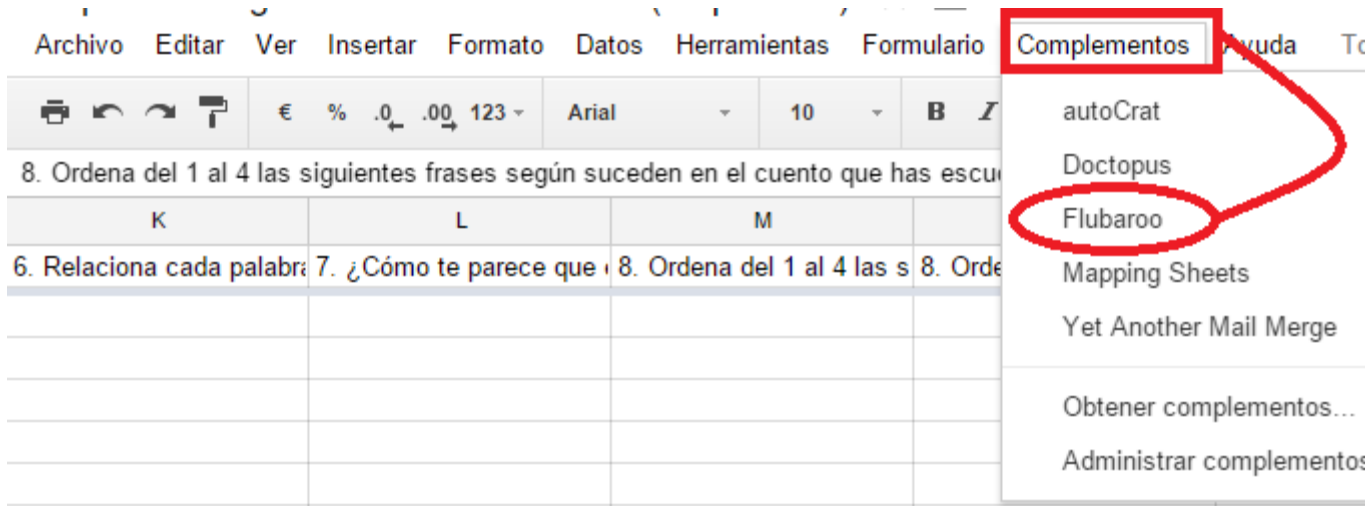 Archivo Editar Ver Insertar Formato Datos Herramientas Formulario Complementos Ayuda
€ % .0 .00 123 Arial 10 B I
8. Ordena del 1 al 4 las siguientes frases según suceden en el cuento que has escu
K L M
6. Relaciona cada palabra 7. ¿Cómo te parece que 8. Ordena del 1 al 4 las s 8. Orde
autoCrat
Doctopus
Flubaroo
Mapping Sheets
Yet Another Mail Merge
Obtener complementos...
Administrar complementos